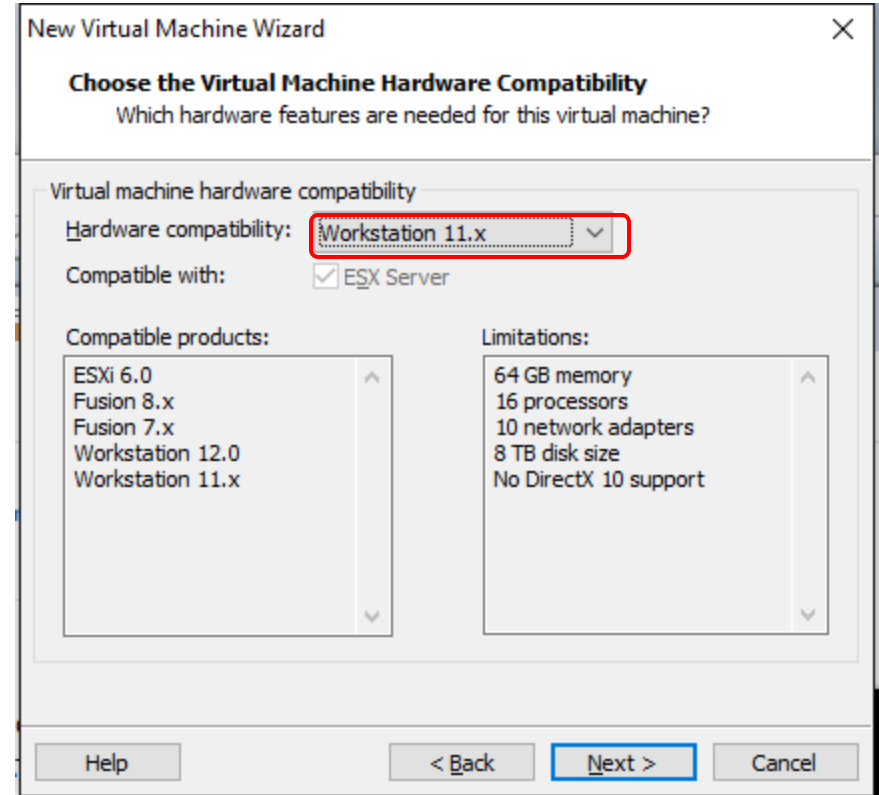 New Virtual Machine Wizard
Choose the Virtual Machine Hardware Compatibility
Which hardware features are needed for this virtual machine?
Virtual machine hardware compatibility
Hardware compatibility: Workstation 11.x
Compatible with: ESX Server
Compatible products:
ESXi 6.0
Fusion 8.x
Fusion 7.x
Workstation 12.0
Workstation 11.x
Limitations:
64 GB memory
16 processors
10 network adapters
8 TB disk size
No DirectX 10 support
Help < Back Next > Cancel